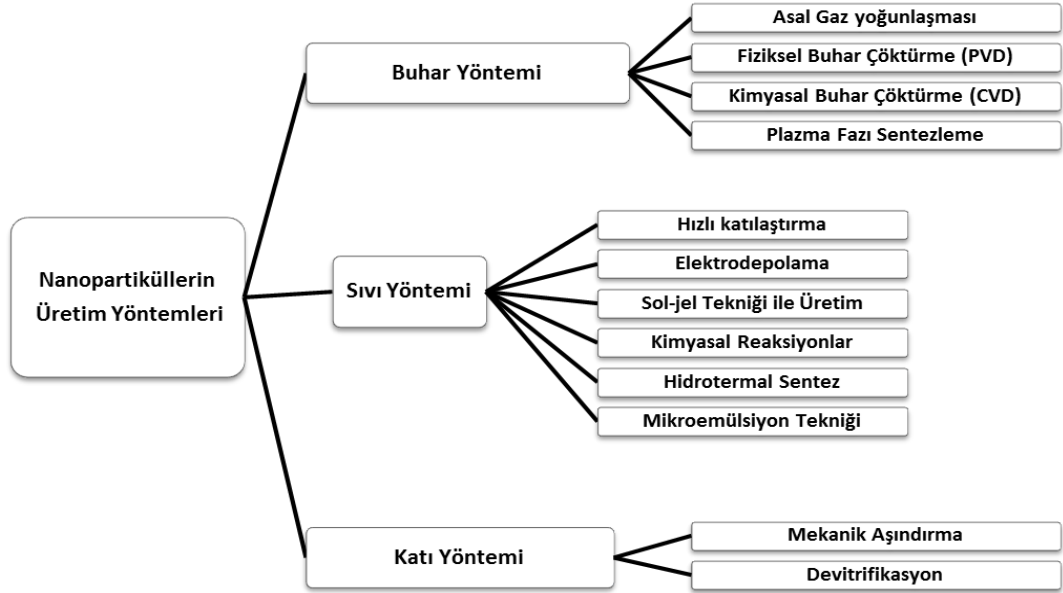 Nanopartiküllerin
Üretim Yöntemleri
Buhar Yöntemi
Asal Gaz yoğunlaşması
Fiziksel Buhar Çöktürme (PVD)
Kimyasal Buhar Çöktürme (CVD)
Plazma Fazı Sentezleme
Sıvı Yöntemi
Hızlı katılaştırma
Elektrodepolama
Sol-jel Tekniği ile Üretim
Kimyasal Reaksiyonlar
Hidrotermal Sentez
Mikroemülsiyon Tekniği
Katı Yöntemi
Mekanik Aşındırma
Devitrifikasyon